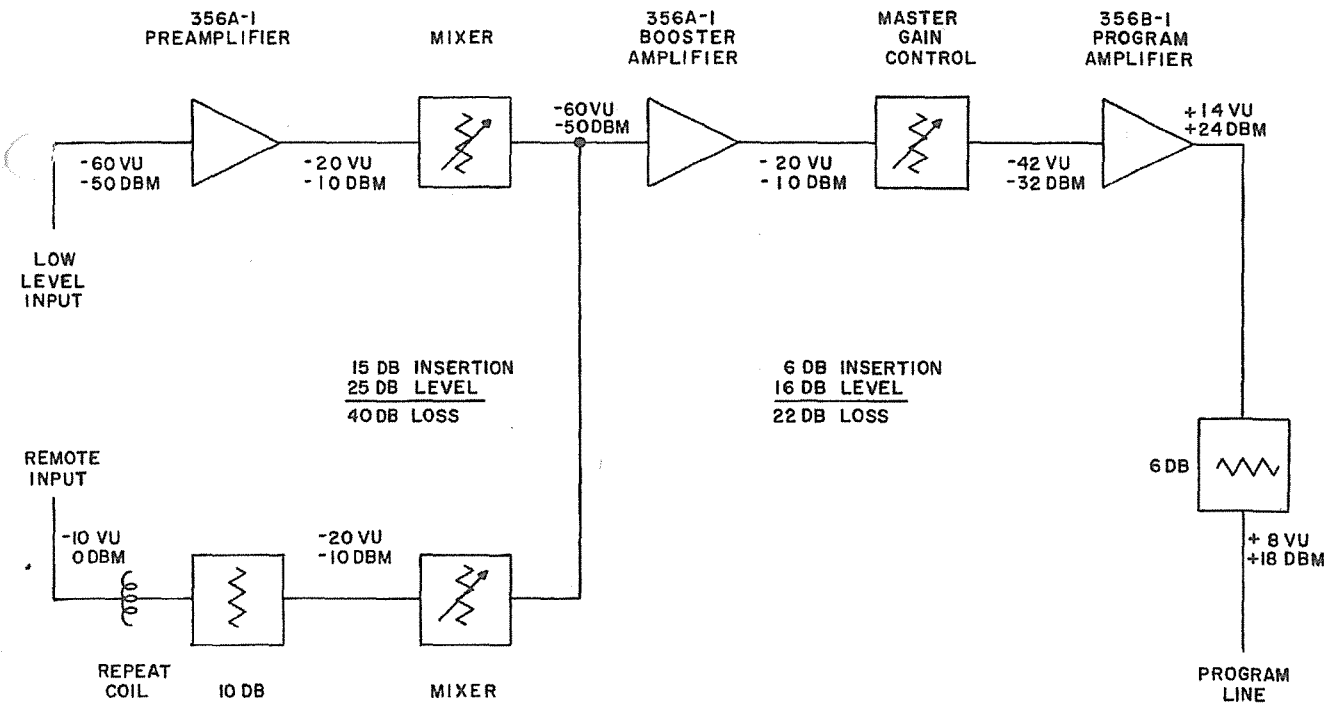 356A-1
PREAMPLIFIER
MIXER
356A-1
BOOSTER
AMPLIFIER
MASTER
GAIN
CONTROL
356B-1
PROGRAM
AMPLIFIER
-60 VU
-50 DBM
-20 VU
-10 DBM
-60 VU
-50 DBM
-20 VU
-10 DBM
-42 VU
-32 DBM
+14 VU
+24 DBM
LOW
LEVEL
INPUT
15 DB INSERTION
25 DB LEVEL
40 DB LOSS
6 DB INSERTION
16 DB LEVEL
22 DB LOSS
REMOTE
INPUT
-10 VU
0 DBM
-20 VU
-10 DBM
6 DB
+ 8 VU
+18 DBM
REPEAT
COIL
10 DB
MIXER
PROGRAM
LINE